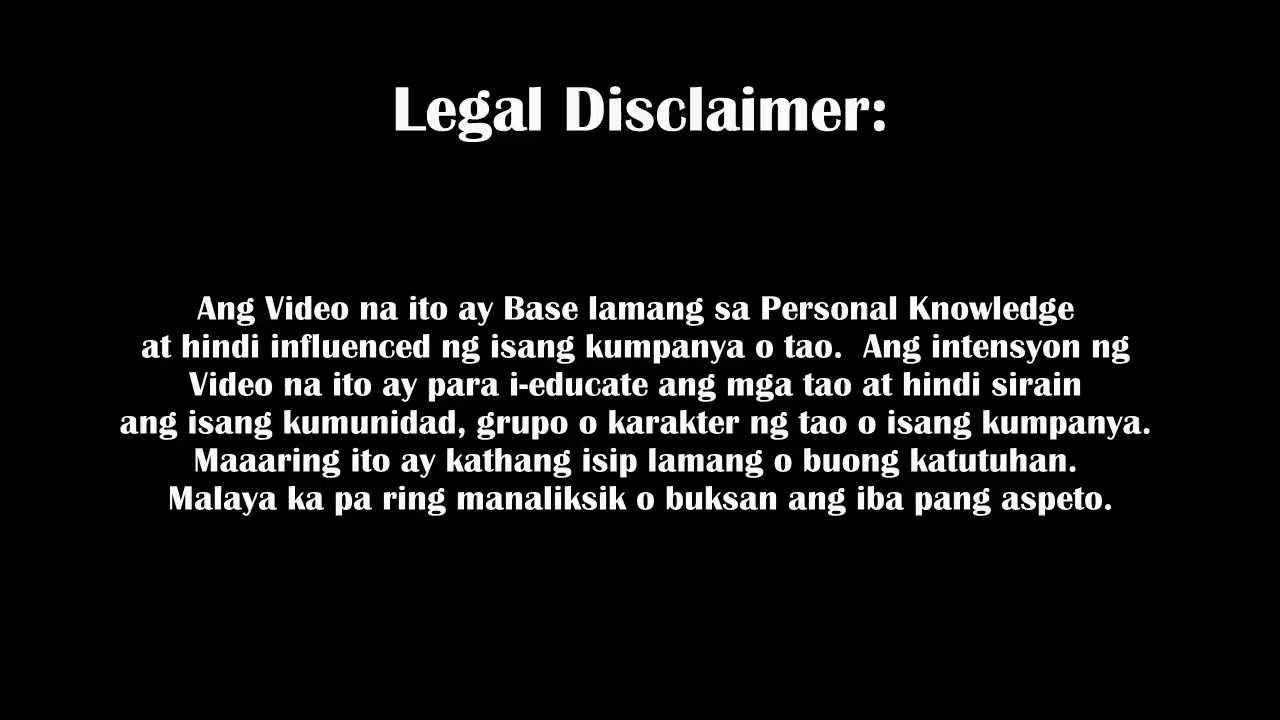 Legal Disclaimer:
Ang Video na ito ay Base lamang sa Personal Knowledge
at hindi influenced ng isang kumpanya o tao.  Ang intensyon ng
Video na ito ay para i-educate ang mga tao at hindi sirain
ang isang kumunidad, grupo o karakter ng tao o isang kumpanya.
Maaaring ito ay kathang isip lamang o buong katutuhan.
Malaya ka pa ring manaliksik o buksan ang iba pang aspeto.